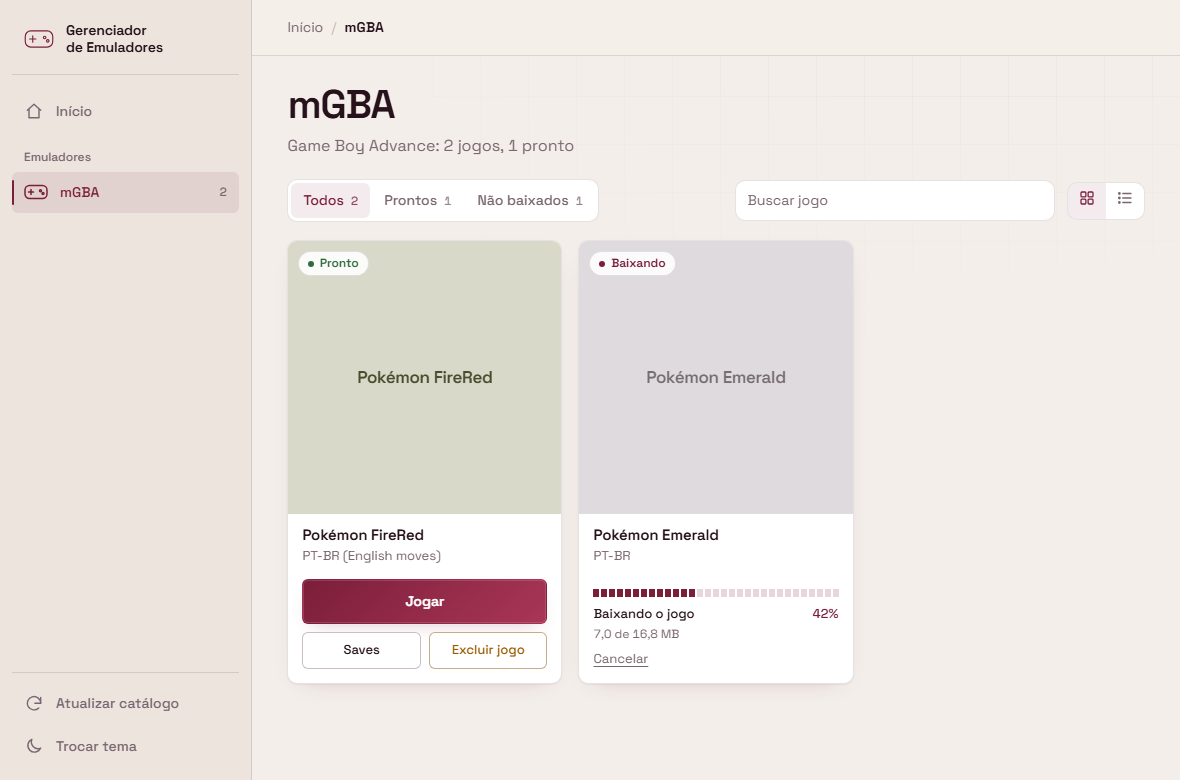 Gerenciador
de Emuladores
Início
Emuladores
mGBA 2
Atualizar catálogo
Trocar tema
Início / mGBA
mGBA
Game Boy Advance: 2 jogos, 1 pronto
Todos 2 Prontos 1 Não baixados 1
Buscar jogo
Pronto
Pokémon FireRed
Pokémon FireRed
PT-BR (English moves)
Jogar
Saves Excluir jogo
Baixando
Pokémon Emerald
Pokémon Emerald
PT-BR
Baixando o jogo 42%
7,0 de 16,8 MB
Cancelar